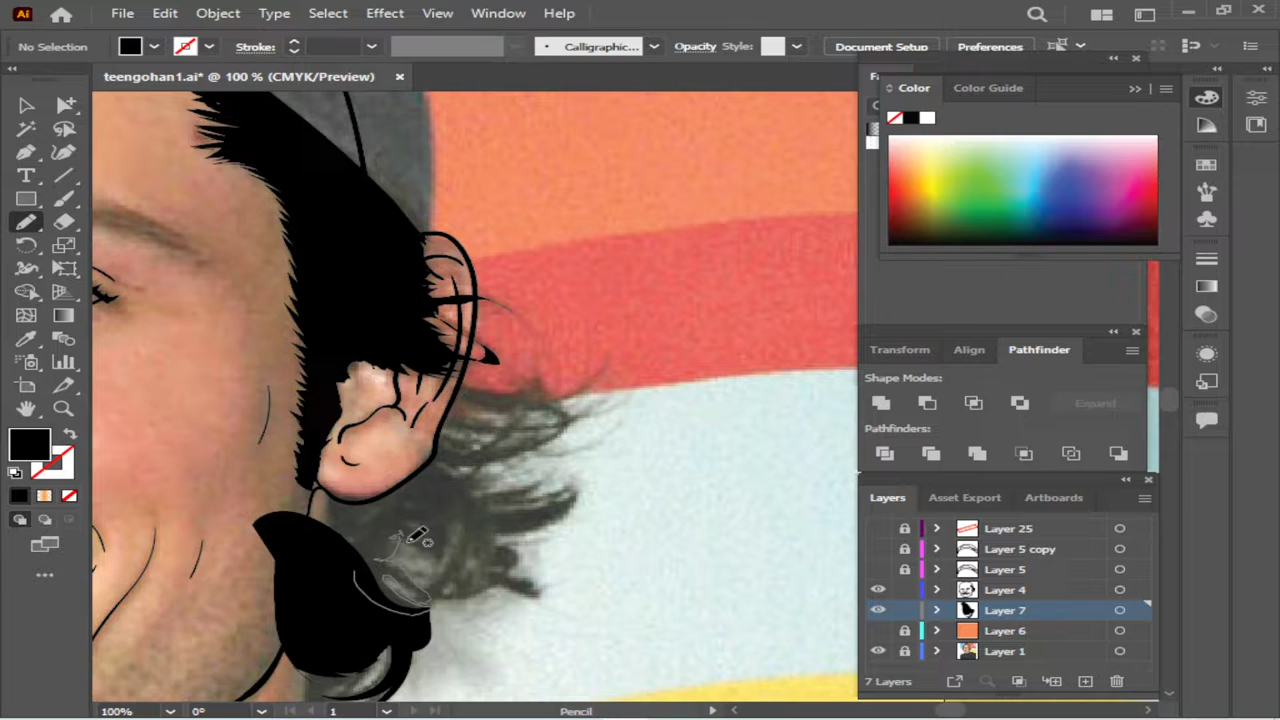 Ai File Edit Object Type Select Effect View Window Help
No Selection Stroke: Calligraphic... Opacity Style: Document Setup Preferences
teengohan1.ai* @ 100 % (CMYK/Preview) ×
Color Color Guide
Transform Align Pathfinder
Shape Modes:
Expand
Pathfinders:
Layers Asset Export Artboards
Layer 25
Layer 5 copy
Layer 5
Layer 4
Layer 7
Layer 6
Layer 1
7 Layers
100% 0° 1 Pencil